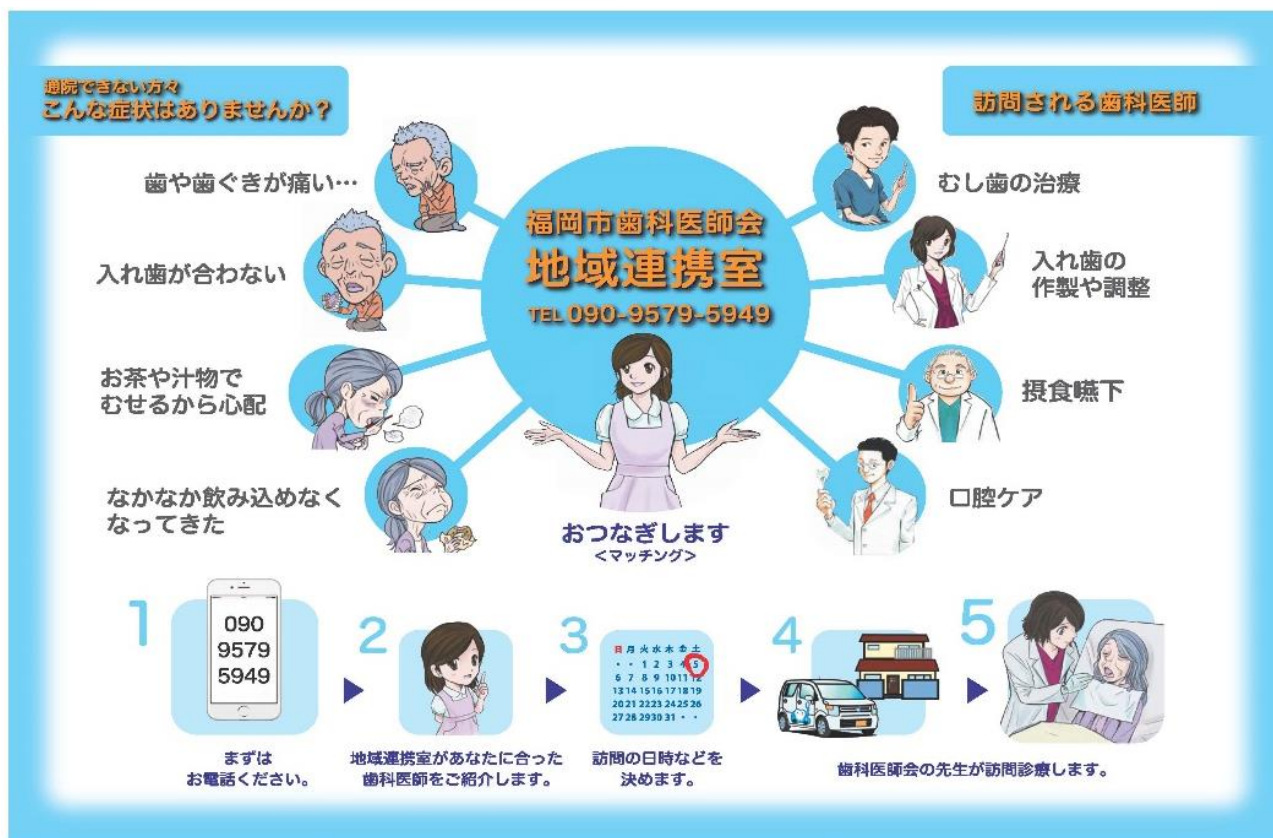 通院できない方々
こんな症状はありませんか？
訪問される歯科医師
歯や歯ぐきが痛い…
入れ歯が合わない
お茶や汁物で
むせるから心配
なかなか飲み込めなく
なってきた
福岡市歯科医師会
地域連携室
TEL 090-9579-5949
おつなぎします
＜マッチング＞
むし歯の治療
入れ歯の
作製や調整
摂食嚥下
口腔ケア
1
090
9579
5949
まずは
お電話ください。
2
地域連携室があなたに合った
歯科医師をご紹介します。
3
日 月 火 水 木 金 土
・ ・ 1 2 3 4 5
6 7 8 9 10 11 12
13 14 15 16 17 18 19
20 21 22 23 24 25 26
27 28 29 30 31 ・ ・
訪問の日時などを
決めます。
4
5
歯科医師会の先生が訪問診療します。